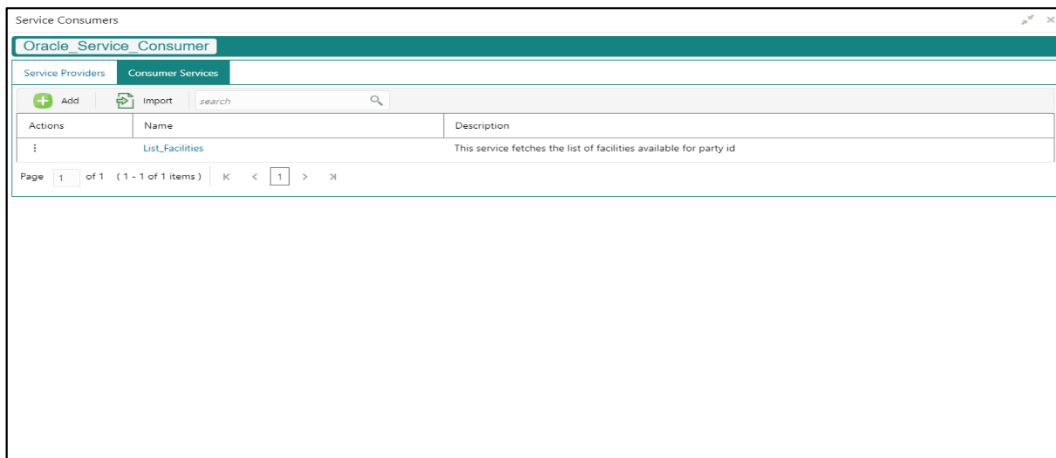 Service Consumers
Oracle_Service_Consumer
Service Providers Consumer Services
Add Import search
Actions Name Description
List_Facilities This service fetches the list of facilities available for party id
Page 1 of 1 (1 - 1 of 1 items) K < 1 > X